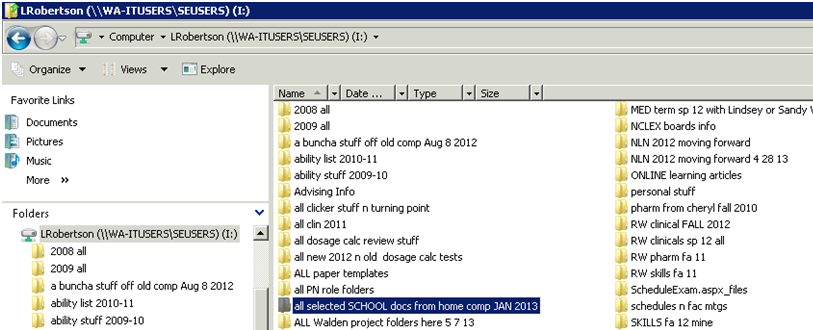 LRobertson (\\WA-ITUSERS\SEUSERS) (I:)
Computer LRobertson (\\WA-ITUSERS\SEUSERS) (I:)
Organize Views Explore
Favorite Links
Documents
Pictures
Music
More »
Folders
LRobertson (\\WA-ITUSERS\SEUSERS) (I:)
2008 all
2009 all
a buncha stuff off old comp Aug 8 2012
ability list 2010-11
ability stuff 2009-10
Name Date ... Type Size
2008 all
2009 all
a buncha stuff off old comp Aug 8 2012
ability list 2010-11
ability stuff 2009-10
Advising Info
all clicker stuff n turning point
all clin 2011
all dosage calc review stuff
all new 2012 n old dosage calc tests
ALL paper templates
all PN role folders
all selected SCHOOL docs from home comp JAN 2013
ALL Walden project folders here 5 7 13
MED term sp 12 with Lindsey or Sandy W
NCLEX boards info
NLN 2012 moving forward
NLN 2012 moving forward 4 28 13
ONLINE learning articles
personal stuff
pharm from cheryl fall 2010
RW clinical FALL 2012
RW clinicals sp 12 all
RW pharm fa 11
RW skills fa 11
ScheduleExam.aspx_files
schedules n fac mtgs
SKILLS fa 12 mine